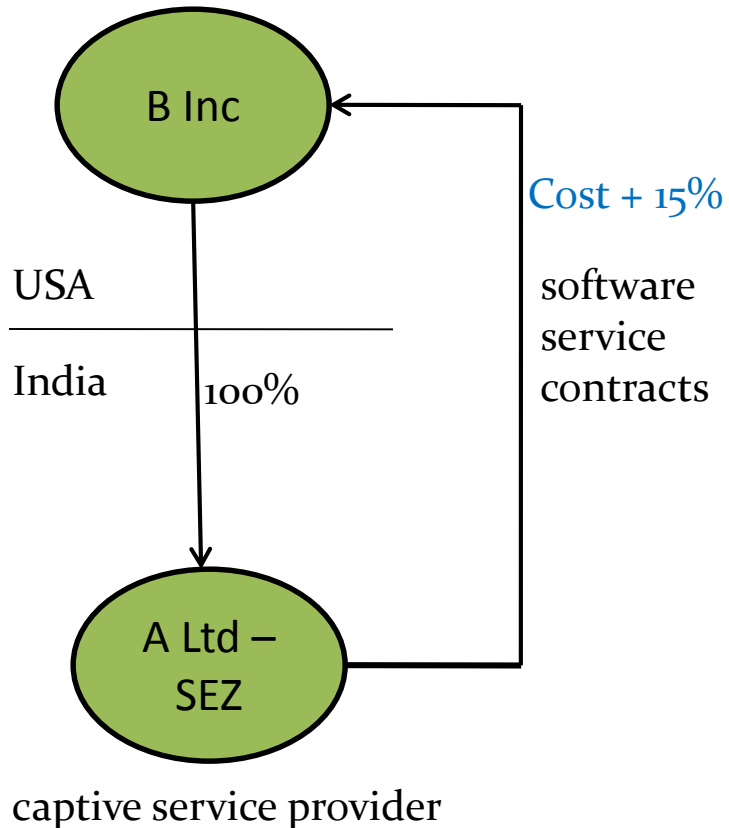 B Inc
Cost + 15%
USA
software
service
contracts
India
100%
A Ltd –
SEZ
captive service provider